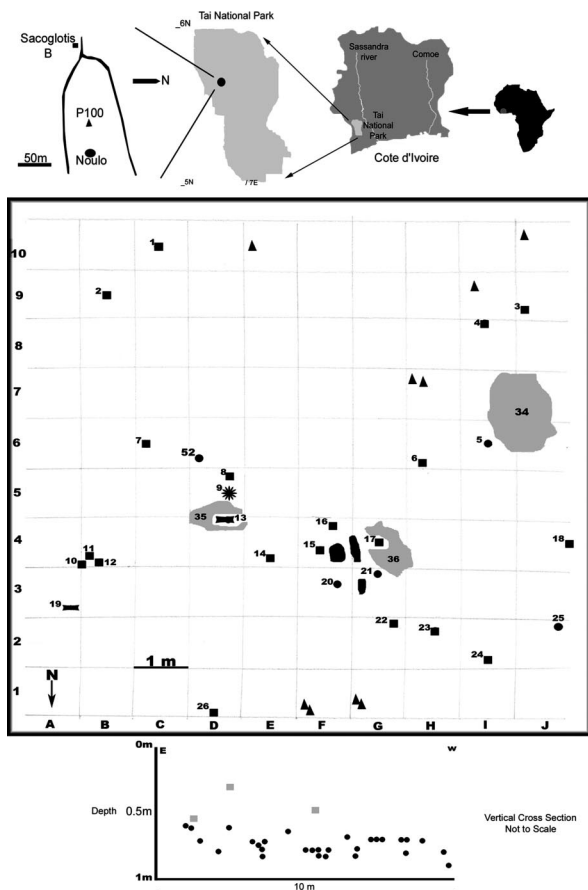 Tai National Park
_6N
Sacoglotis
B
N
P100
Noulo
50m
_5N
/ 7E
Sassandra
river
Comoe
Tai
National
Park
Cote d'Ivoire
10
9
8
7
6
5
4
3
2
1
1
2
3
4
34
7
52
5
6
8
9
35
13
16
17
18
15
14
11
10
12
36
21
20
19
22
23
25
24
1 m
N
26
A
B
C
D
E
F
G
H
I
J
0m
E
W
Depth
0.5m
Vertical Cross Section
Not to Scale
1m
10 m